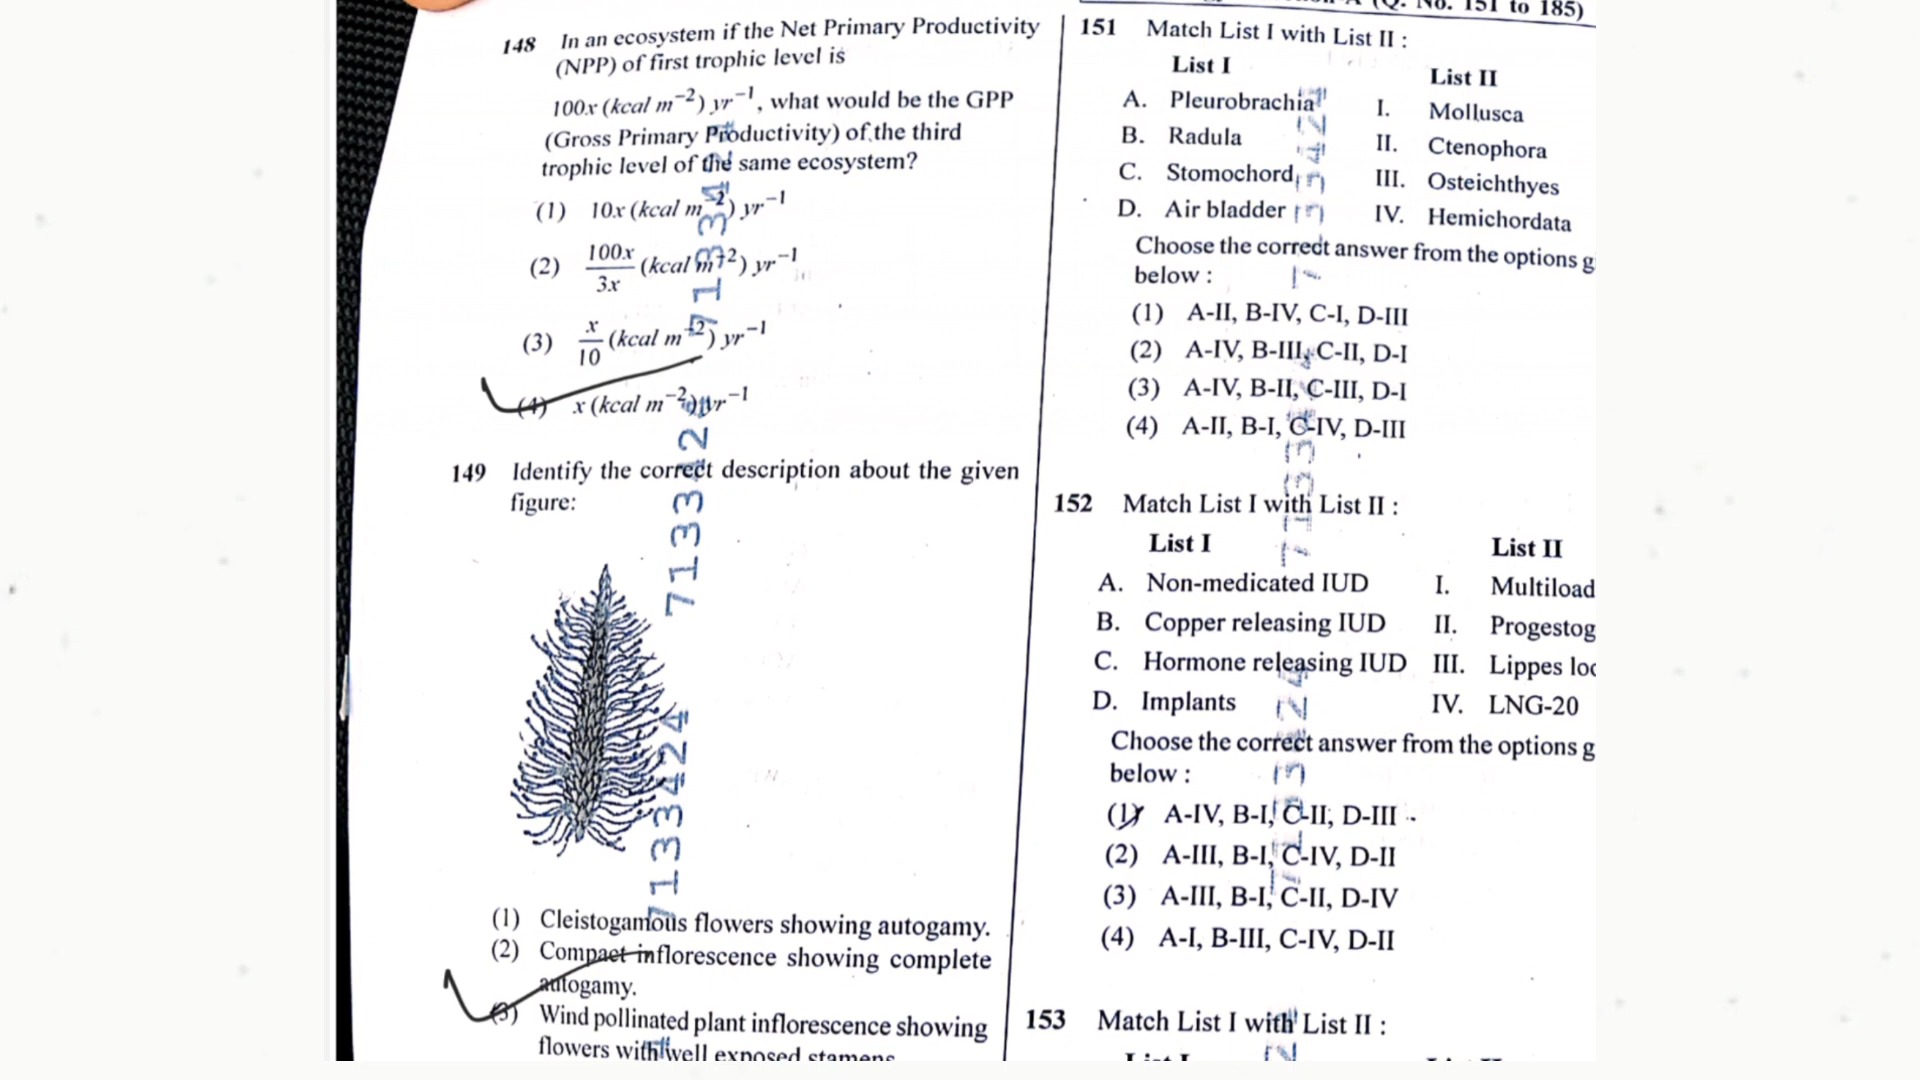 148 In an ecosystem if the Net Primary Productivity
(NPP) of first trophic level is
100x (kcal m⁻²) yr⁻¹, what would be the GPP
(Gross Primary Productivity) of the third
trophic level of the same ecosystem?
(1) 10x (kcal m⁻²) yr⁻¹
(2) 100x/3x (kcal m⁻²) yr⁻¹
(3) x/10 (kcal m⁻²) yr⁻¹
(4) x (kcal m⁻²) yr⁻¹
149 Identify the correct description about the given
figure:
(1) Cleistogamous flowers showing autogamy.
(2) Compact inflorescence showing complete
autogamy.
(3) Wind pollinated plant inflorescence showing
flowers with well exposed stamens
7133424
7133424
7133424
(Q. No. 151 to 185)
151 Match List I with List II :
List I List II
A. Pleurobrachia I. Mollusca
B. Radula II. Ctenophora
C. Stomochord III. Osteichthyes
D. Air bladder IV. Hemichordata
Choose the correct answer from the options g
below :
(1) A-II, B-IV, C-I, D-III
(2) A-IV, B-III, C-II, D-I
(3) A-IV, B-II, C-III, D-I
(4) A-II, B-I, C-IV, D-III
152 Match List I with List II :
List I List II
A. Non-medicated IUD I. Multiload
B. Copper releasing IUD II. Progestog
C. Hormone releasing IUD III. Lippes loo
D. Implants IV. LNG-20
Choose the correct answer from the options g
below :
(1) A-IV, B-I, C-II, D-III
(2) A-III, B-I, C-IV, D-II
(3) A-III, B-I, C-II, D-IV
(4) A-I, B-III, C-IV, D-II
153 Match List I with List II :